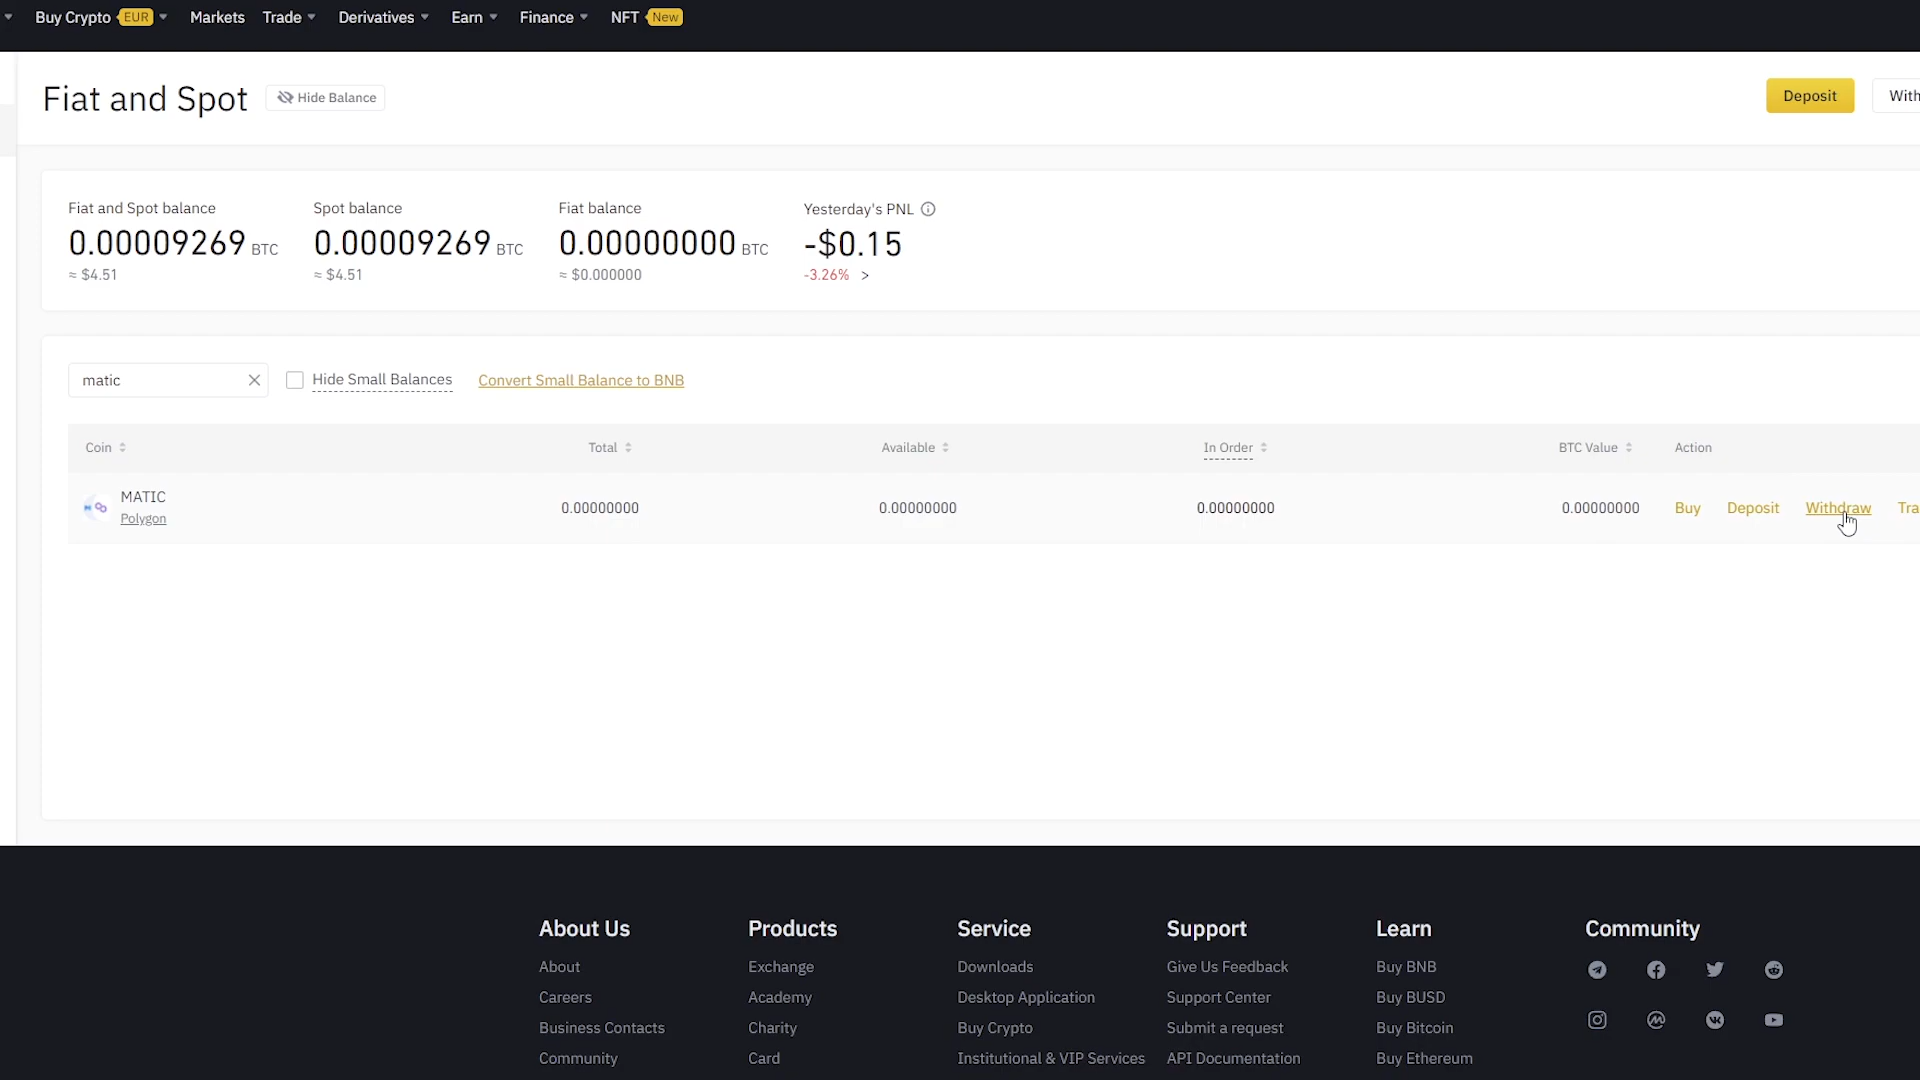 Buy Crypto EUR Markets Trade Derivatives Earn Finance NFT New
Fiat and Spot Hide Balance Deposit With
Fiat and Spot balance Spot balance Fiat balance Yesterday's PNL
0.00009269 BTC 0.00009269 BTC 0.00000000 BTC -$0.15
≈ $4.51 ≈ $4.51 ≈ $0.000000 -3.26% >
matic Hide Small Balances Convert Small Balance to BNB
Coin Total Available In Order BTC Value Action
MATIC
Polygon
0.00000000 0.00000000 0.00000000 0.00000000 Buy Deposit Withdraw Tra
About Us Products Service Support Learn Community
About Exchange Downloads Give Us Feedback Buy BNB
Careers Academy Desktop Application Support Center Buy BUSD
Business Contacts Charity Buy Crypto Submit a request Buy Bitcoin
Community Card Institutional & VIP Services API Documentation Buy Ethereum